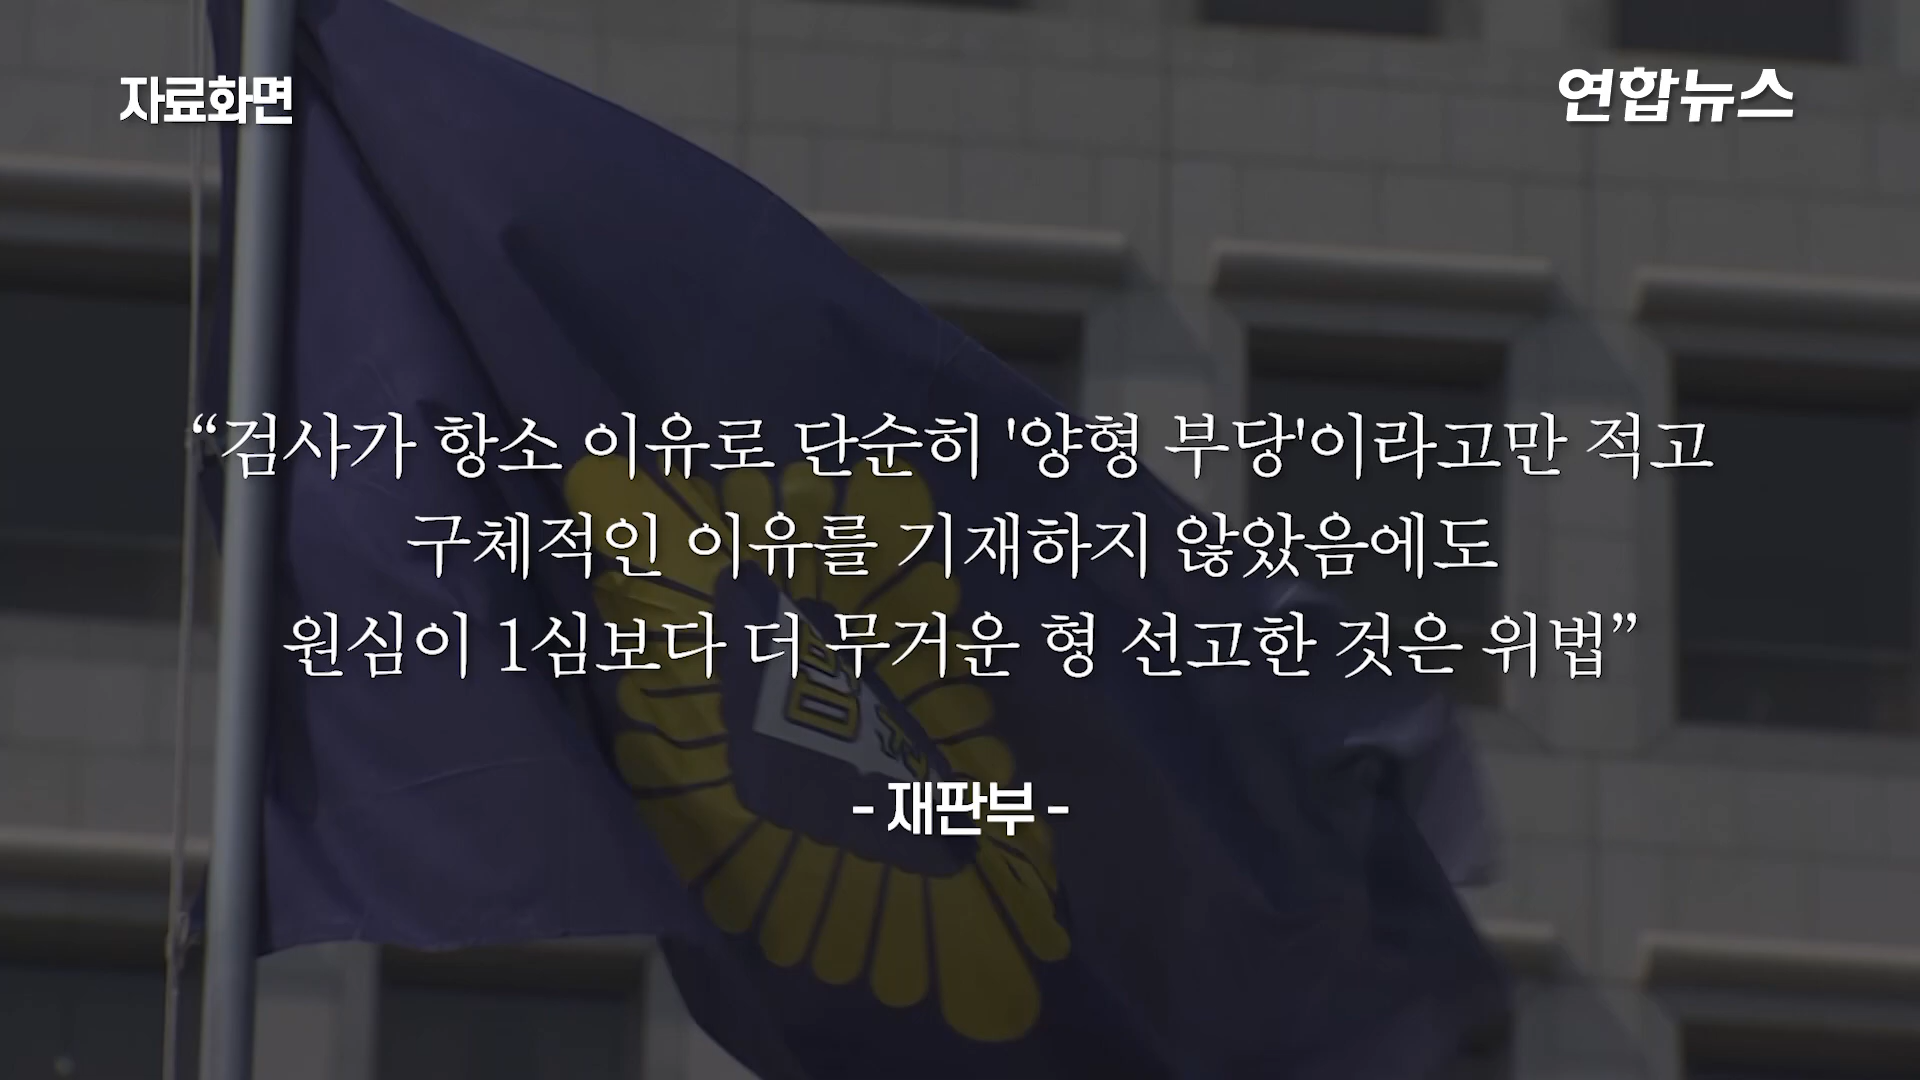 자료화면
연합뉴스
“검사가 항소 이유로 단순히 '양형 부당'이라고만 적고
구체적인 이유를 기재하지 않았음에도
원심이 1심보다 더 무거운 형 선고한 것은 위법”
- 재판부 -